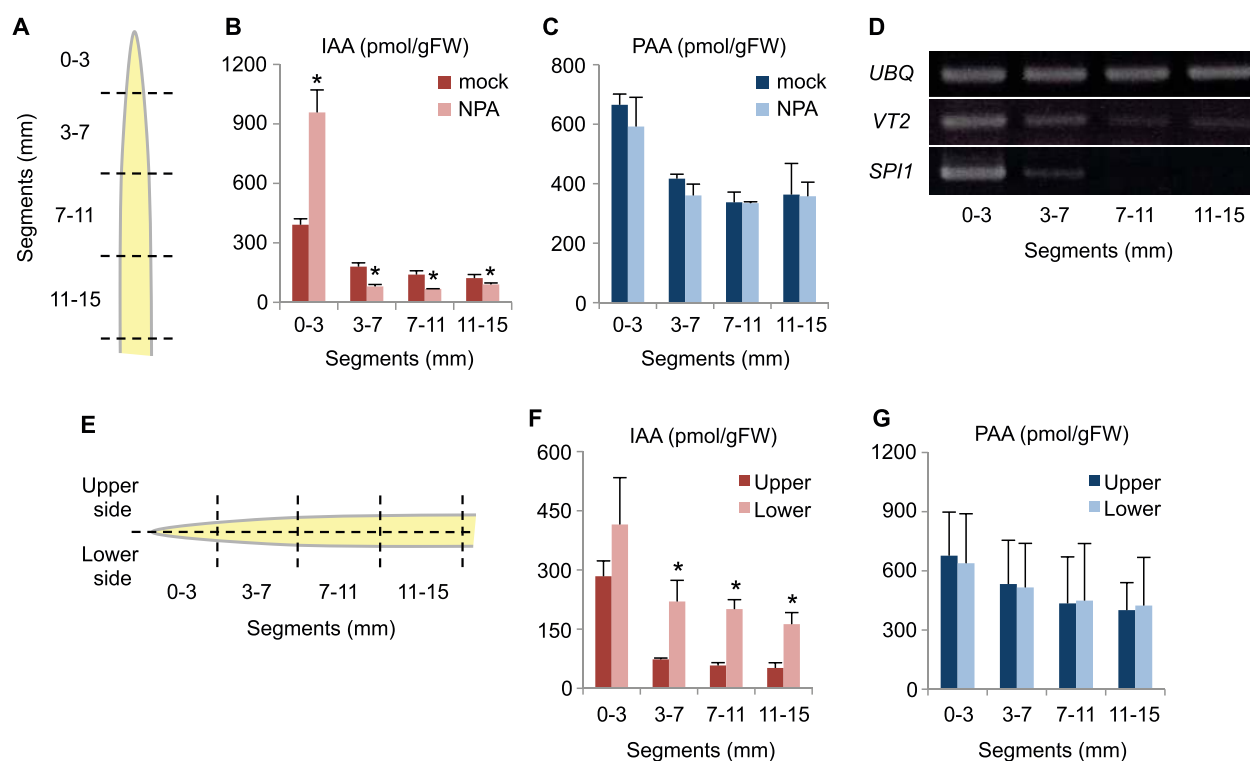 A
Segments (mm)
0-3
3-7
7-11
11-15
B
IAA (pmol/gFW)
1200
900
600
300
0
mock
NPA
*
* * *
0-3 3-7 7-11 11-15
Segments (mm)
C
PAA (pmol/gFW)
800
600
400
200
0
mock
NPA
0-3 3-7 7-11 11-15
Segments (mm)
D
UBQ
VT2
SPI1
0-3 3-7 7-11 11-15
Segments (mm)
E
Upper
side
Lower
side
0-3 3-7 7-11 11-15
Segments (mm)
F
IAA (pmol/gFW)
600
450
300
150
0
Upper
Lower
* * *
0-3 3-7 7-11 11-15
Segments (mm)
G
PAA (pmol/gFW)
1200
900
600
300
0
Upper
Lower
0-3 3-7 7-11 11-15
Segments (mm)